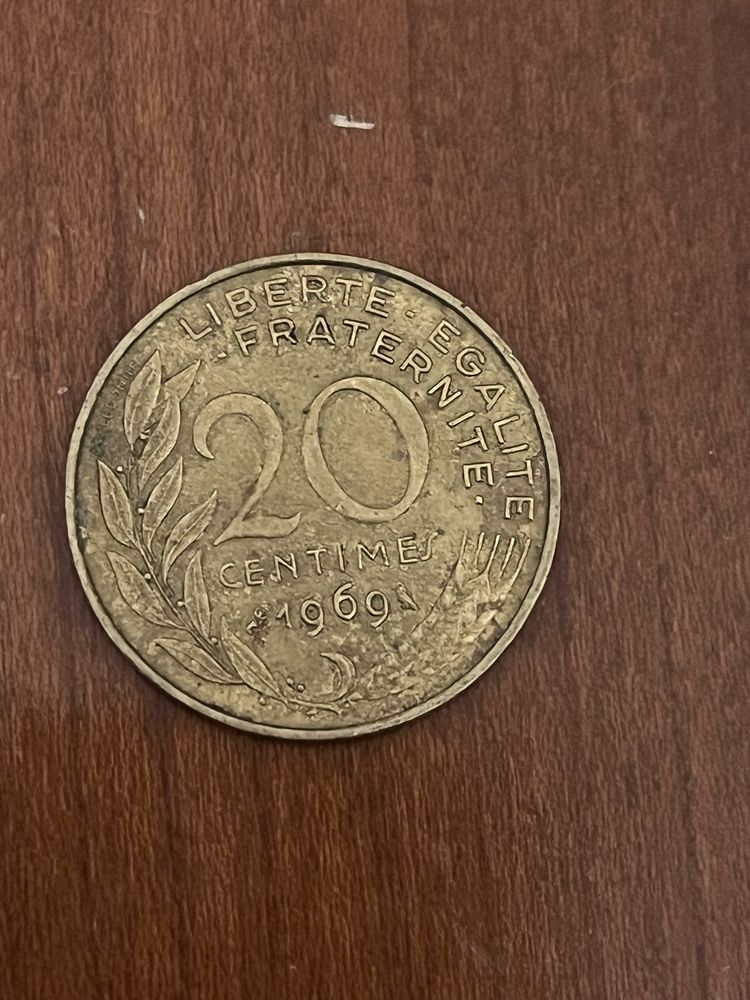 LIBERTE · EGALITE
· FRATERNITE ·
20
CENTIMES
1969